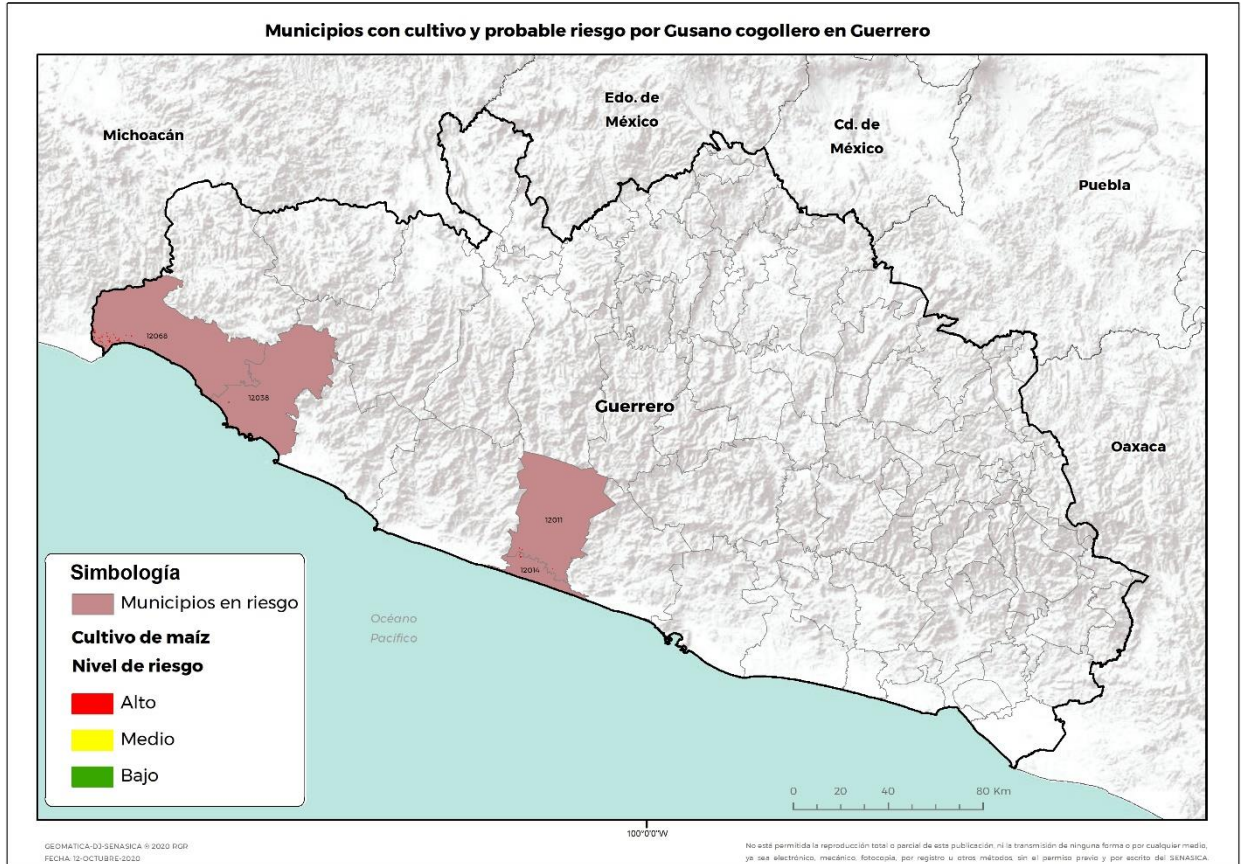 Municipios con cultivo y probable riesgo por Gusano cogollero en Guerrero
Michoacán
Edo. de
México
Cd. de
México
Puebla
12068
12038
Guerrero
Oaxaca
12011
12014
Océano
Pacífico
Simbología
Municipios en riesgo
Cultivo de maíz
Nivel de riesgo
Alto
Medio
Bajo
0 20 40 80 Km
100°0'0"W
GEOMATICA-DJ-SENASICA © 2020 RGR
FECHA: 12-OCTUBRE-2020
No está permitida la reproducción total o parcial de esta publicación, ni la transmisión de ninguna forma o por cualquier medio,
ya sea electrónico, mecánico, fotocopia, por registro u otros métodos, sin el permiso previo y por escrito del SENASICA.